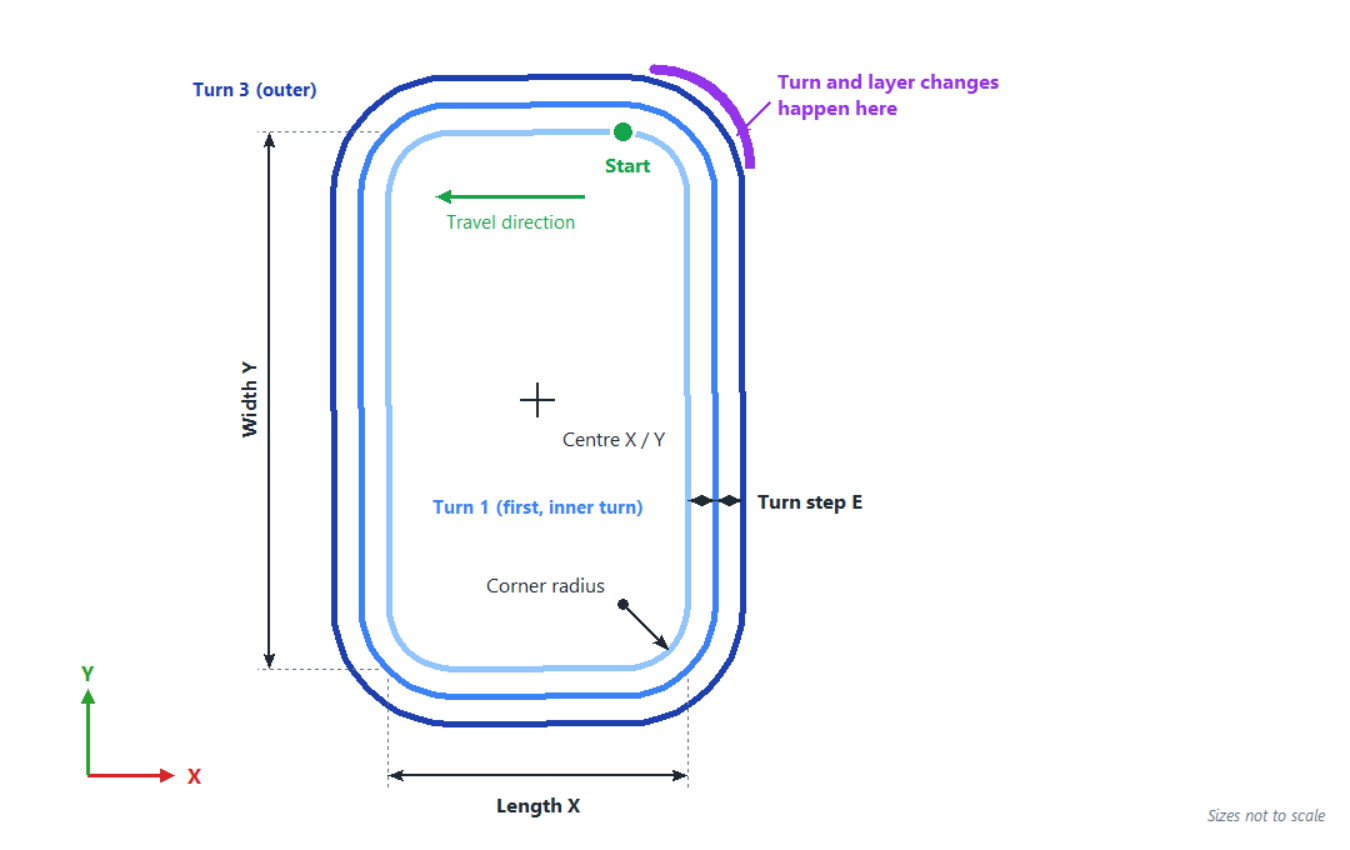 Turn 3 (outer)
Turn and layer changes
happen here
Start
Travel direction
Width Y
Centre X / Y
Turn 1 (first, inner turn)
Turn step E
Corner radius
Y
X
Length X
Sizes not to scale